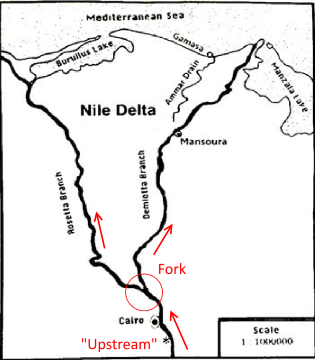 Mediterranean Sea
Gamasa
Burullus Lake
Ammar Drain
Manzala Lake
Nile Delta
Mansoura
Rosetta Branch
Demietta Branch
Fork
Cairo
"Upstream"
*
Scale
1:1000000